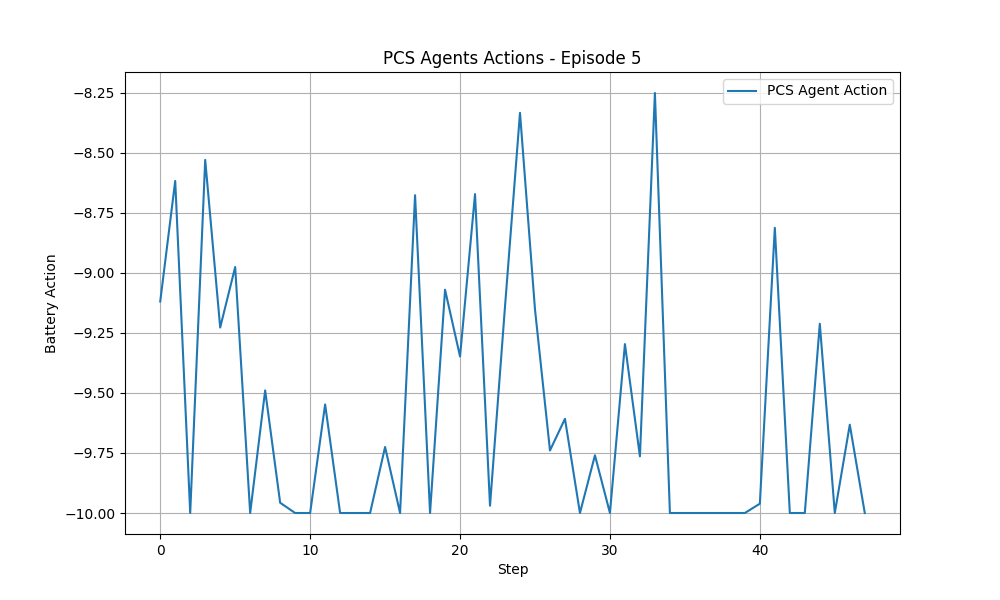 PCS Agents Actions - Episode 5
PCS Agent Action
−8.25
−8.50
−8.75
−9.00
−9.25
−9.50
−9.75
−10.00
Battery Action
0 10 20 30 40
Step